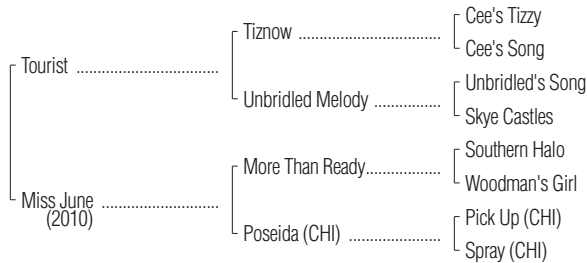 Cee's Tizzy
Tiznow ..............................
Cee's Song
Tourist ..............................
Unbridled's Song
Unbridled Melody ..............
Skye Castles
Southern Halo
More Than Ready................
Woodman's Girl
Miss June .........................
(2010)
Pick Up (CHI)
Poseida (CHI) ...................
Spray (CHI)